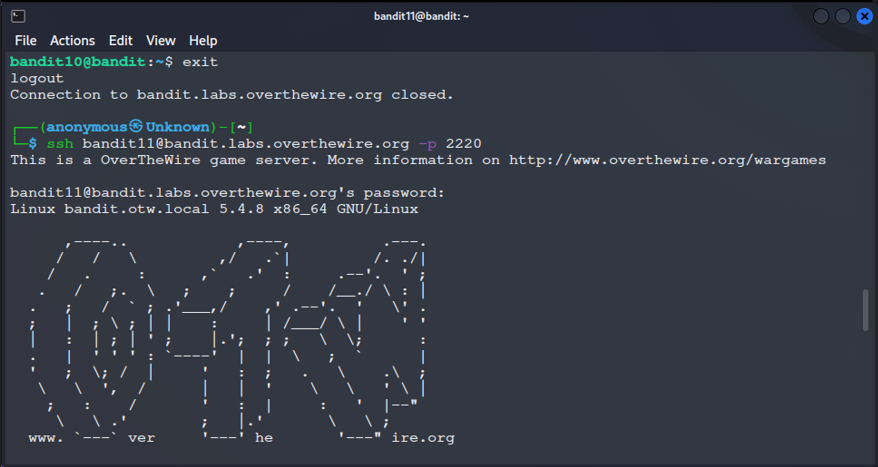 bandit11@bandit: ~
File Actions Edit View Help
bandit10@bandit:~$ exit
logout
Connection to bandit.labs.overthewire.org closed.
┌──(anonymous㉿Unknown)-[~]
└─$ ssh bandit11@bandit.labs.overthewire.org -p 2220
This is a OverTheWire game server. More information on http://www.overthewire.org/wargames
bandit11@bandit.labs.overthewire.org's password:
Linux bandit.otw.local 5.4.8 x86_64 GNU/Linux
www. `---` ver '---' he '---" ire.org